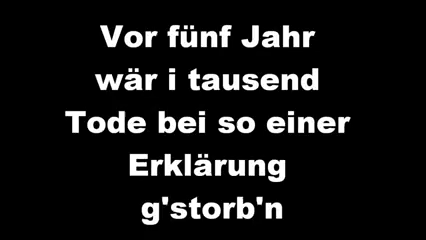 Vor fünf Jahr
wär i tausend
Tode bei so einer
Erklärung
g'storb'n